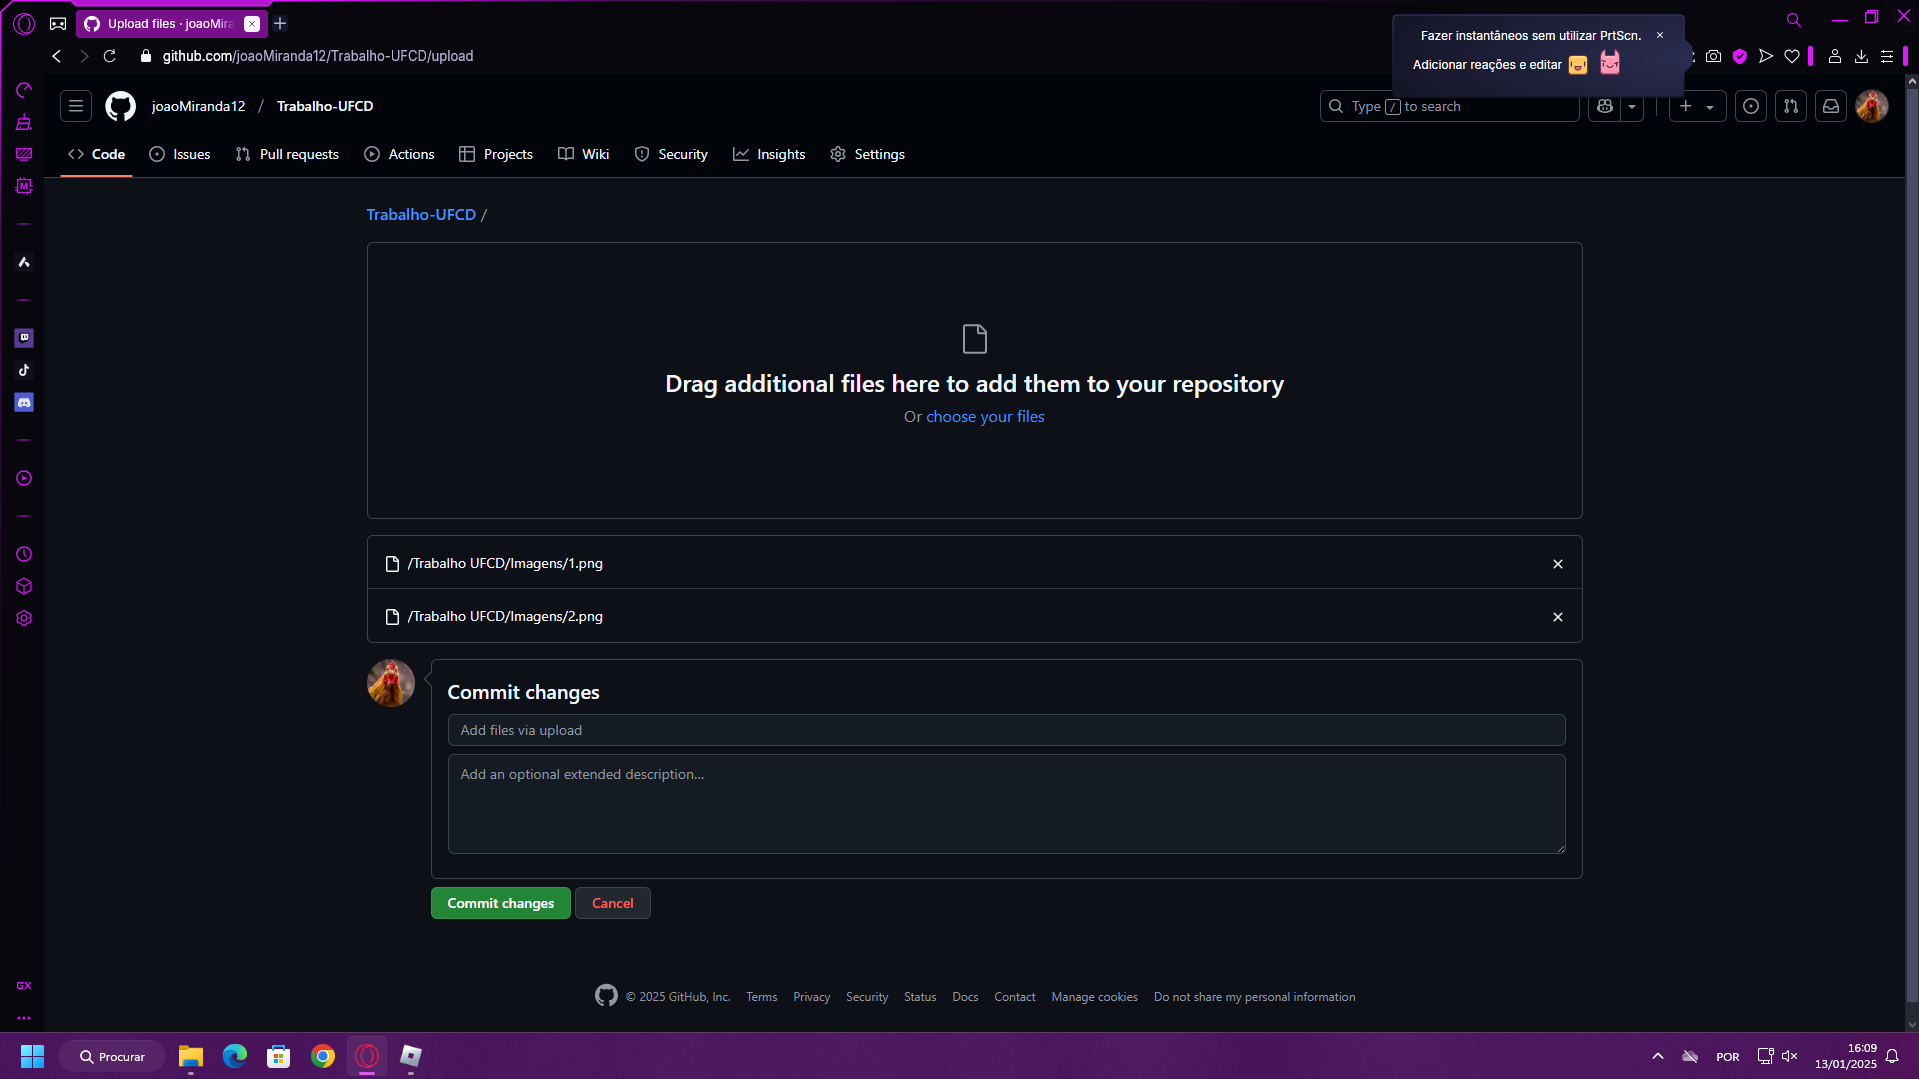 Upload files · joaoMira
github.com/joaoMiranda12/Trabalho-UFCD/upload
Fazer instantâneos sem utilizar PrtScn.
Adicionar reações e editar
joaoMiranda12 / Trabalho-UFCD
Type / to search
Code Issues Pull requests Actions Projects Wiki Security Insights Settings
Trabalho-UFCD /
Drag additional files here to add them to your repository
Or choose your files
/Trabalho UFCD/Imagens/1.png
/Trabalho UFCD/Imagens/2.png
Commit changes
Add files via upload
Add an optional extended description...
Commit changes Cancel
© 2025 GitHub, Inc. Terms Privacy Security Status Docs Contact Manage cookies Do not share my personal information
GX
Procurar
POR
16:09
13/01/2025